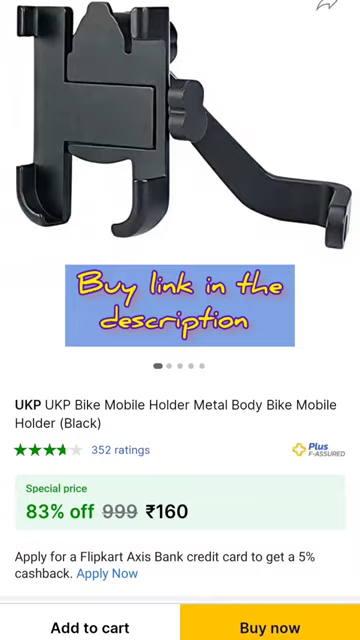 Buy link in the
description
UKP UKP Bike Mobile Holder Metal Body Bike Mobile
Holder (Black)
352 ratings
Plus
F-ASSURED
Special price
83% off 999 ₹160
Apply for a Flipkart Axis Bank credit card to get a 5%
cashback. Apply Now
Add to cart
Buy now